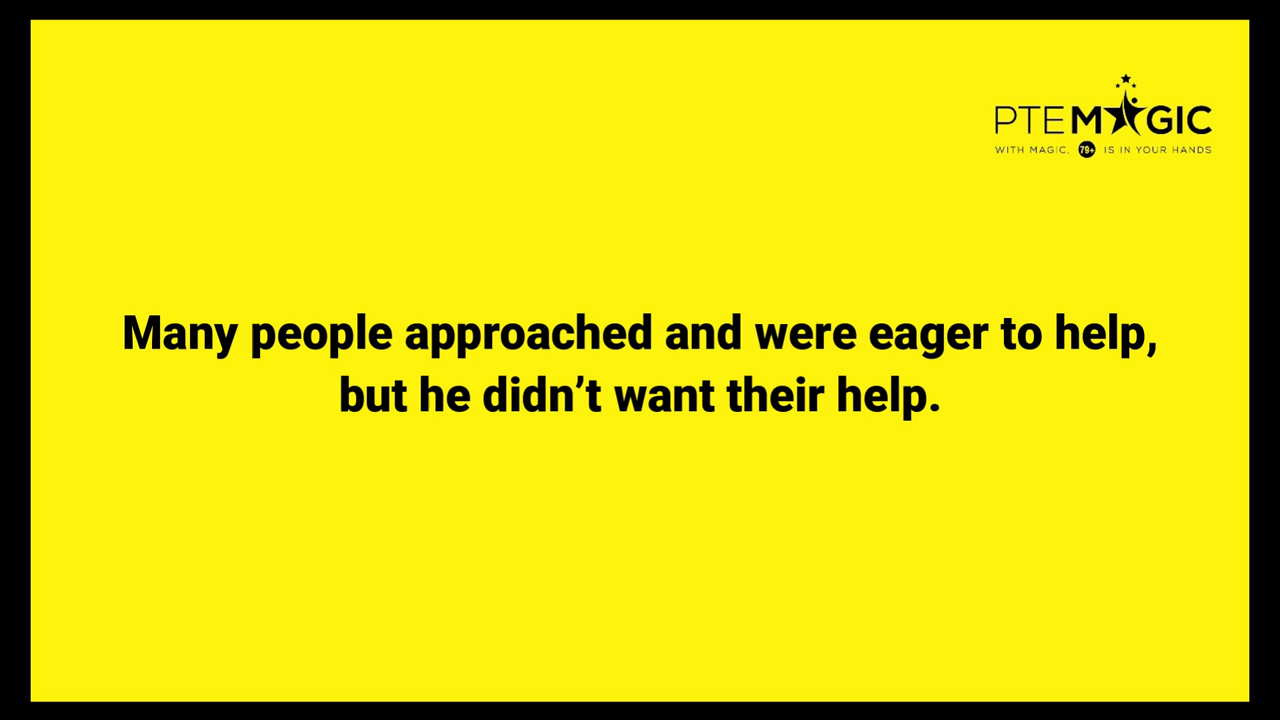 PTEMAGIC
WITH MAGIC, 79+ IS IN YOUR HANDS
Many people approached and were eager to help,
but he didn’t want their help.